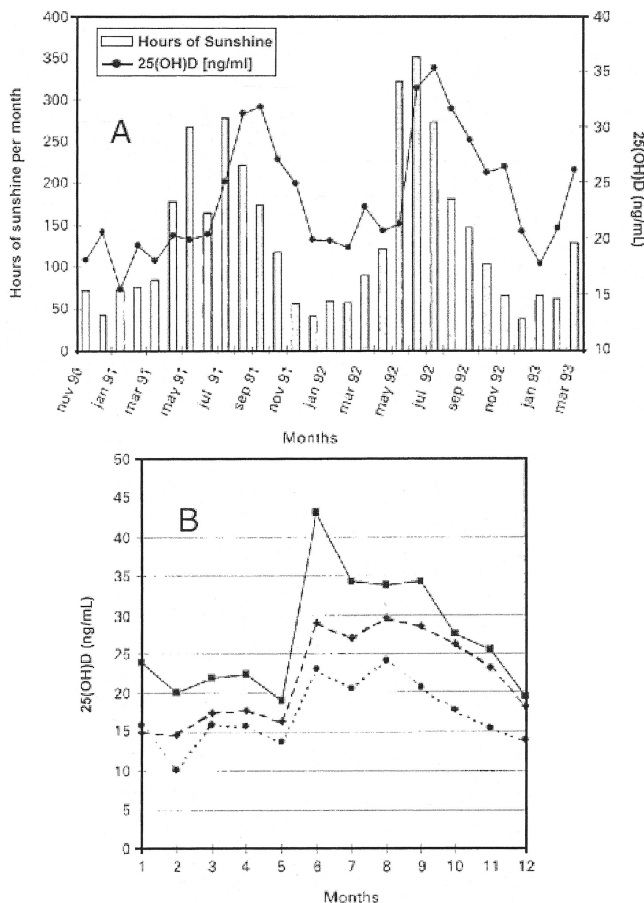 Hours of Sunshine
25(OH)D [ng/ml]
A
Hours of sunshine per month
400
350
300
250
200
150
100
50
0
25(OH)D (ng/mL)
40
35
30
25
20
15
10
nov 90
jan 91
mar 91
may 91
jul 91
sep 91
nov 91
jan 92
mar 92
may 92
jul 92
sep 92
nov 92
jan 93
mar 93
Months
B
25(OH)D (ng/mL)
50
45
40
35
30
25
20
15
10
5
0
1 2 3 4 5 6 7 8 9 10 11 12
Months